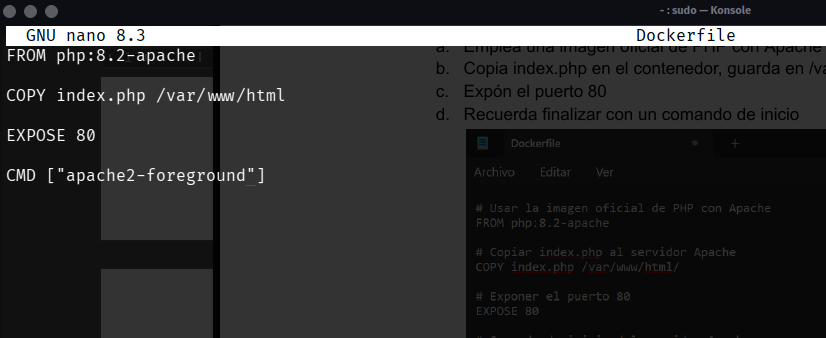 - : sudo — Konsole
GNU nano 8.3 Dockerfile
FROM php:8.2-apache
COPY index.php /var/www/html
EXPOSE 80
CMD ["apache2-foreground"]
a. Emplea una imagen oficial de PHP con Apache
b. Copia index.php en el contenedor, guarda en /va
c. Expón el puerto 80
d. Recuerda finalizar con un comando de inicio
Dockerfile
Archivo Editar Ver
# Usar la imagen oficial de PHP con Apache
FROM php:8.2-apache
# Copiar index.php al servidor Apache
COPY index.php /var/www/html/
# Exponer el puerto 80
EXPOSE 80